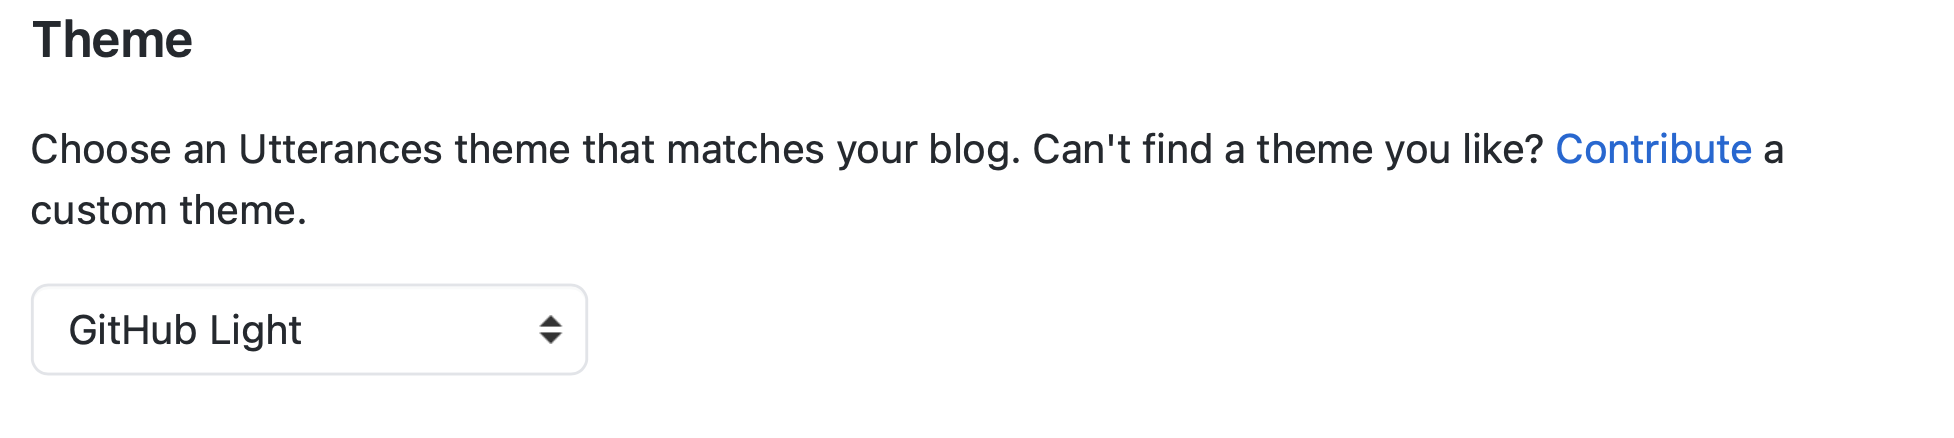 Theme
Choose an Utterances theme that matches your blog. Can't find a theme you like? Contribute a
custom theme.
GitHub Light